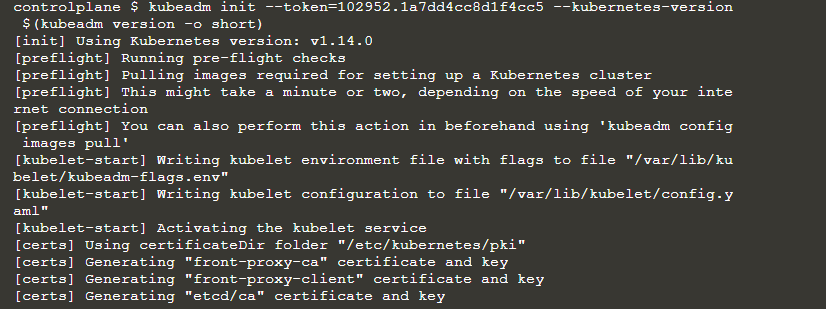 controlplane $ kubeadm init --token=102952.1a7dd4cc8d1f4cc5 --kubernetes-version
$(kubeadm version -o short)
[init] Using Kubernetes version: v1.14.0
[preflight] Running pre-flight checks
[preflight] Pulling images required for setting up a Kubernetes cluster
[preflight] This might take a minute or two, depending on the speed of your inte
rnet connection
[preflight] You can also perform this action in beforehand using 'kubeadm config
images pull'
[kubelet-start] Writing kubelet environment file with flags to file "/var/lib/ku
belet/kubeadm-flags.env"
[kubelet-start] Writing kubelet configuration to file "/var/lib/kubelet/config.y
aml"
[kubelet-start] Activating the kubelet service
[certs] Using certificateDir folder "/etc/kubernetes/pki"
[certs] Generating "front-proxy-ca" certificate and key
[certs] Generating "front-proxy-client" certificate and key
[certs] Generating "etcd/ca" certificate and key